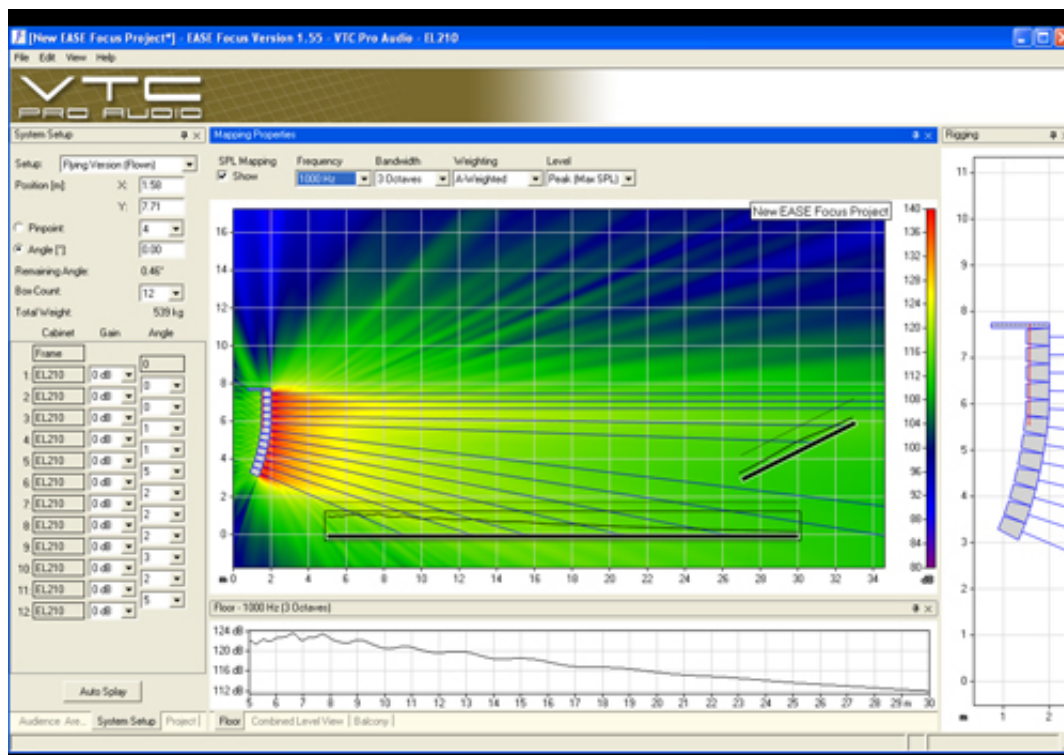 [New EASE Focus Project*] - EASE Focus Version 1.55 - VTC Pro Audio - EL210
File Edit View Help
VTC
PRO AUDIO
System Setup
Setup: Flying Version (Flown)
Position [m]: X: 1.58
Y: 7.71
Pinpoint: 4
Angle [°]: 0.00
Remaining Angle: 0.46°
Box Count: 12
Total Weight: 539 kg
Cabinet Gain Angle
Frame
0
1: EL210 0 dB
0
2: EL210 0 dB
0
3: EL210 0 dB
1
4: EL210 0 dB
1
5: EL210 0 dB
5
6: EL210 0 dB
2
7: EL210 0 dB
2
8: EL210 0 dB
2
9: EL210 0 dB
3
10: EL210 0 dB
2
11: EL210 0 dB
5
12: EL210 0 dB
Auto Splay
Audience Are... System Setup Project
Mapping Properties
SPL Mapping Frequency Bandwidth Weighting Level
Show 1000 Hz 3 Octaves A-Weighted Peak (Max SPL)
New EASE Focus Project
16
14
12
10
8
6
4
2
0
m 0 2 4 6 8 10 12 14 16 18 20 22 24 26 28 30 32 34
140
136
132
128
124
120
116
112
108
104
100
96
92
88
84
80
dB
Floor - 1000 Hz (3 Octaves)
124 dB
120 dB
116 dB
112 dB
5 6 7 8 9 10 11 12 13 14 15 16 17 18 19 20 21 22 23 24 25 26 27 28 29 m 30
Floor Combined Level View Balcony
Rigging
11
10
9
8
7
6
5
4
3
2
1
0
m 1 2